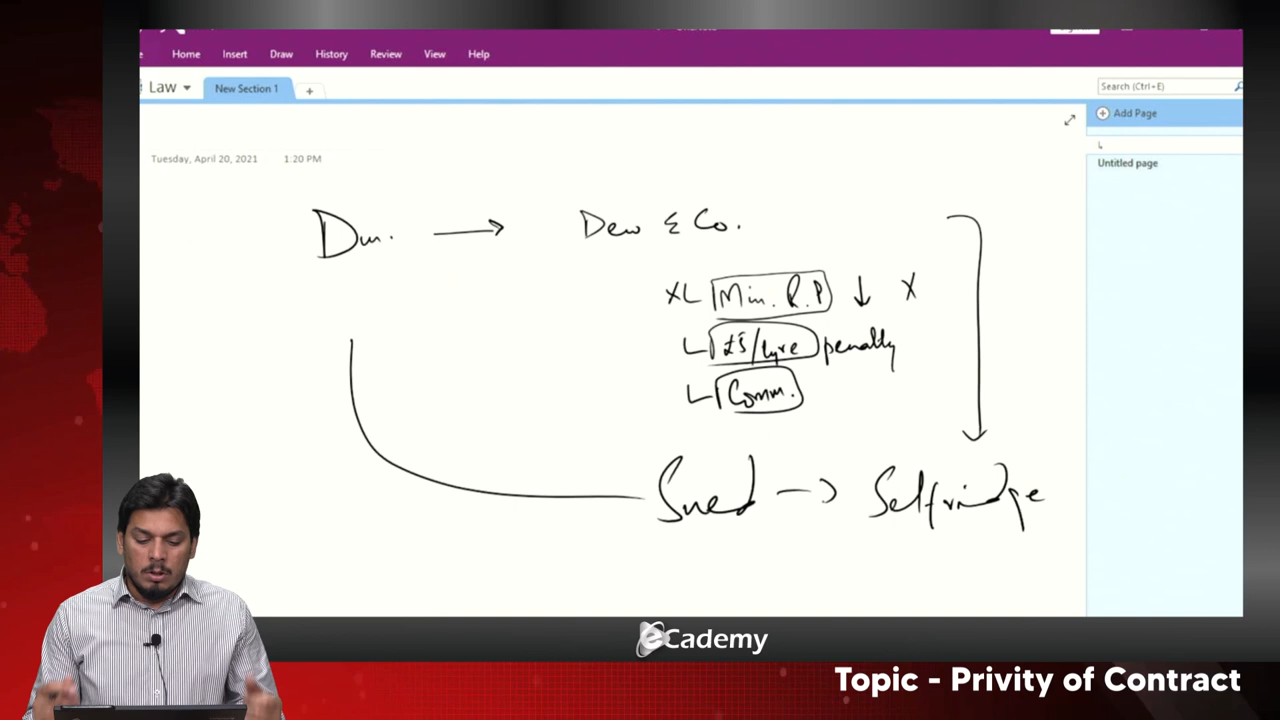 Home Insert Draw History Review View Help
Law New Section 1 +
Search (Ctrl+E)
Add Page
Untitled page
Tuesday, April 20, 2021 1:20 PM
Dun. → Dew & Co.
X Min. R.P ↓ X
£5/tyre penalty
Comm.
Sued → Selfridge
eCademy
Topic - Privity of Contract